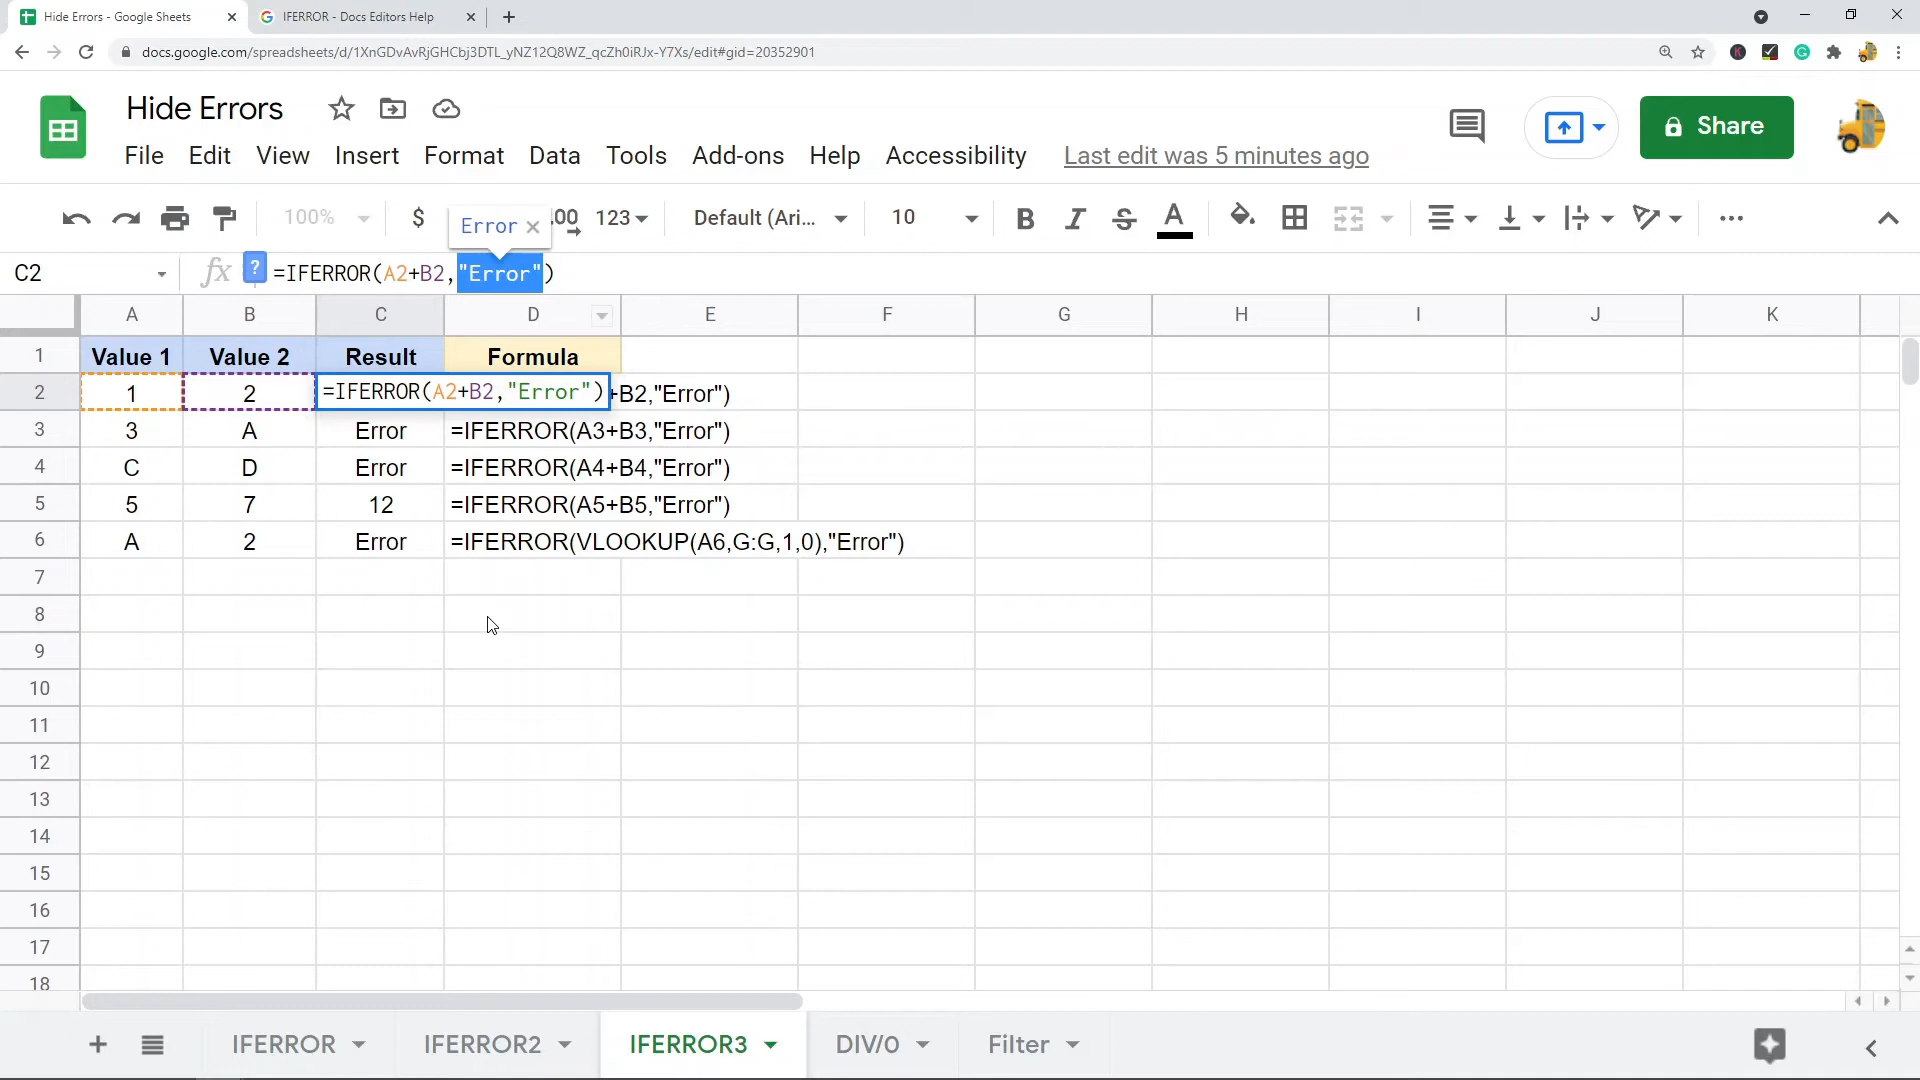 Hide Errors - Google Sheets
IFERROR - Docs Editors Help
docs.google.com/spreadsheets/d/1XnGDvAvRjGHCbj3DTL_yNZ12Q8WZ_qcZh0iRJx-Y7Xs/edit#gid=20352901
Hide Errors
File Edit View Insert Format Data Tools Add-ons Help Accessibility Last edit was 5 minutes ago
Share
100% $ .00 123 Default (Ari... 10 B I S A
Error
C2 fx ? =IFERROR(A2+B2,"Error")
A B C D E F G H I J K
1 Value 1 Value 2 Result Formula
2 1 2 =IFERROR(A2+B2,"Error") +B2,"Error")
3 3 A Error =IFERROR(A3+B3,"Error")
4 C D Error =IFERROR(A4+B4,"Error")
5 5 7 12 =IFERROR(A5+B5,"Error")
6 A 2 Error =IFERROR(VLOOKUP(A6,G:G,1,0),"Error")
7
8
9
10
11
12
13
14
15
16
17
18
IFERROR IFERROR2 IFERROR3 DIV/0 Filter